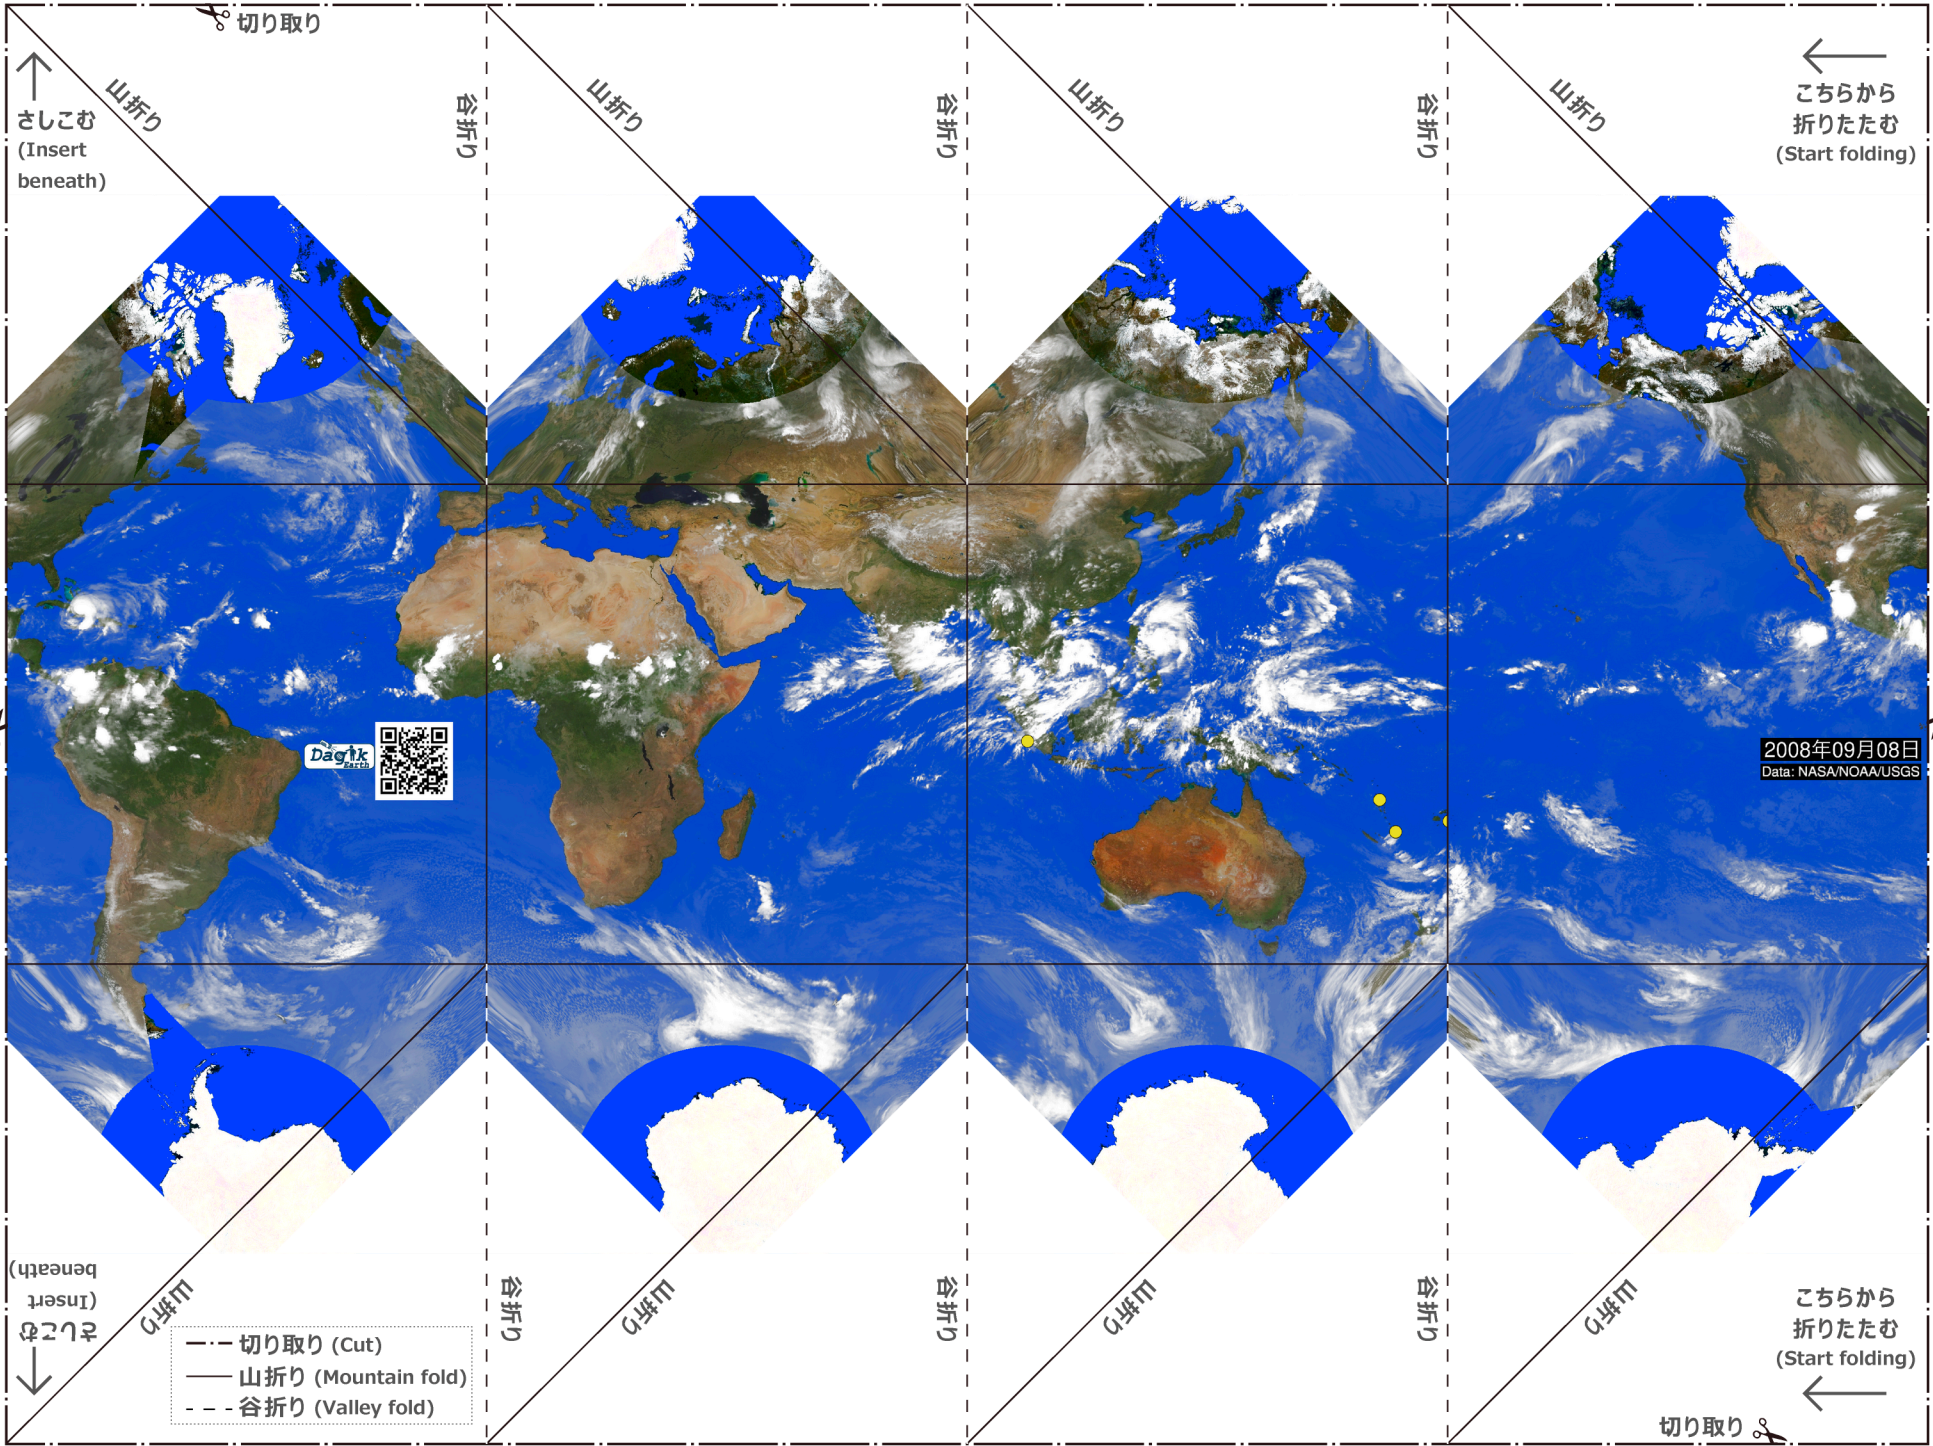 切り取り
山折り
谷折り
山折り
谷折り
山折り
谷折り
山折り
さしこむ
(Insert
beneath)
こちらから
折りたたむ
(Start folding)
Dagik
Earth
2008年09月08日
Data: NASA/NOAA/USGS
さしこむ
(Insert
beneath)
山折り
谷折り
山折り
谷折り
山折り
谷折り
山折り
こちらから
折りたたむ
(Start folding)
切り取り (Cut)
山折り (Mountain fold)
谷折り (Valley fold)
切り取り